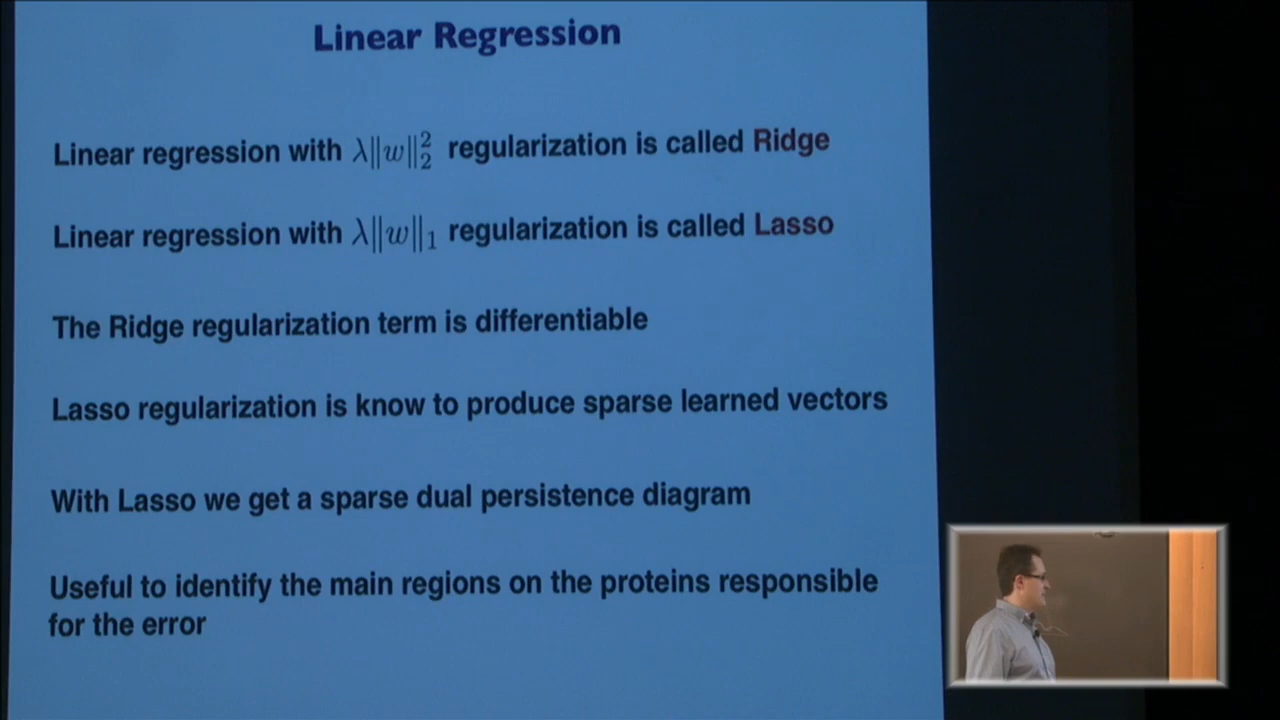 Linear Regression
Linear regression with λ||w||₂² regularization is called Ridge
Linear regression with λ||w||₁ regularization is called Lasso
The Ridge regularization term is differentiable
Lasso regularization is know to produce sparse learned vectors
With Lasso we get a sparse dual persistence diagram
Useful to identify the main regions on the proteins responsible
for the error